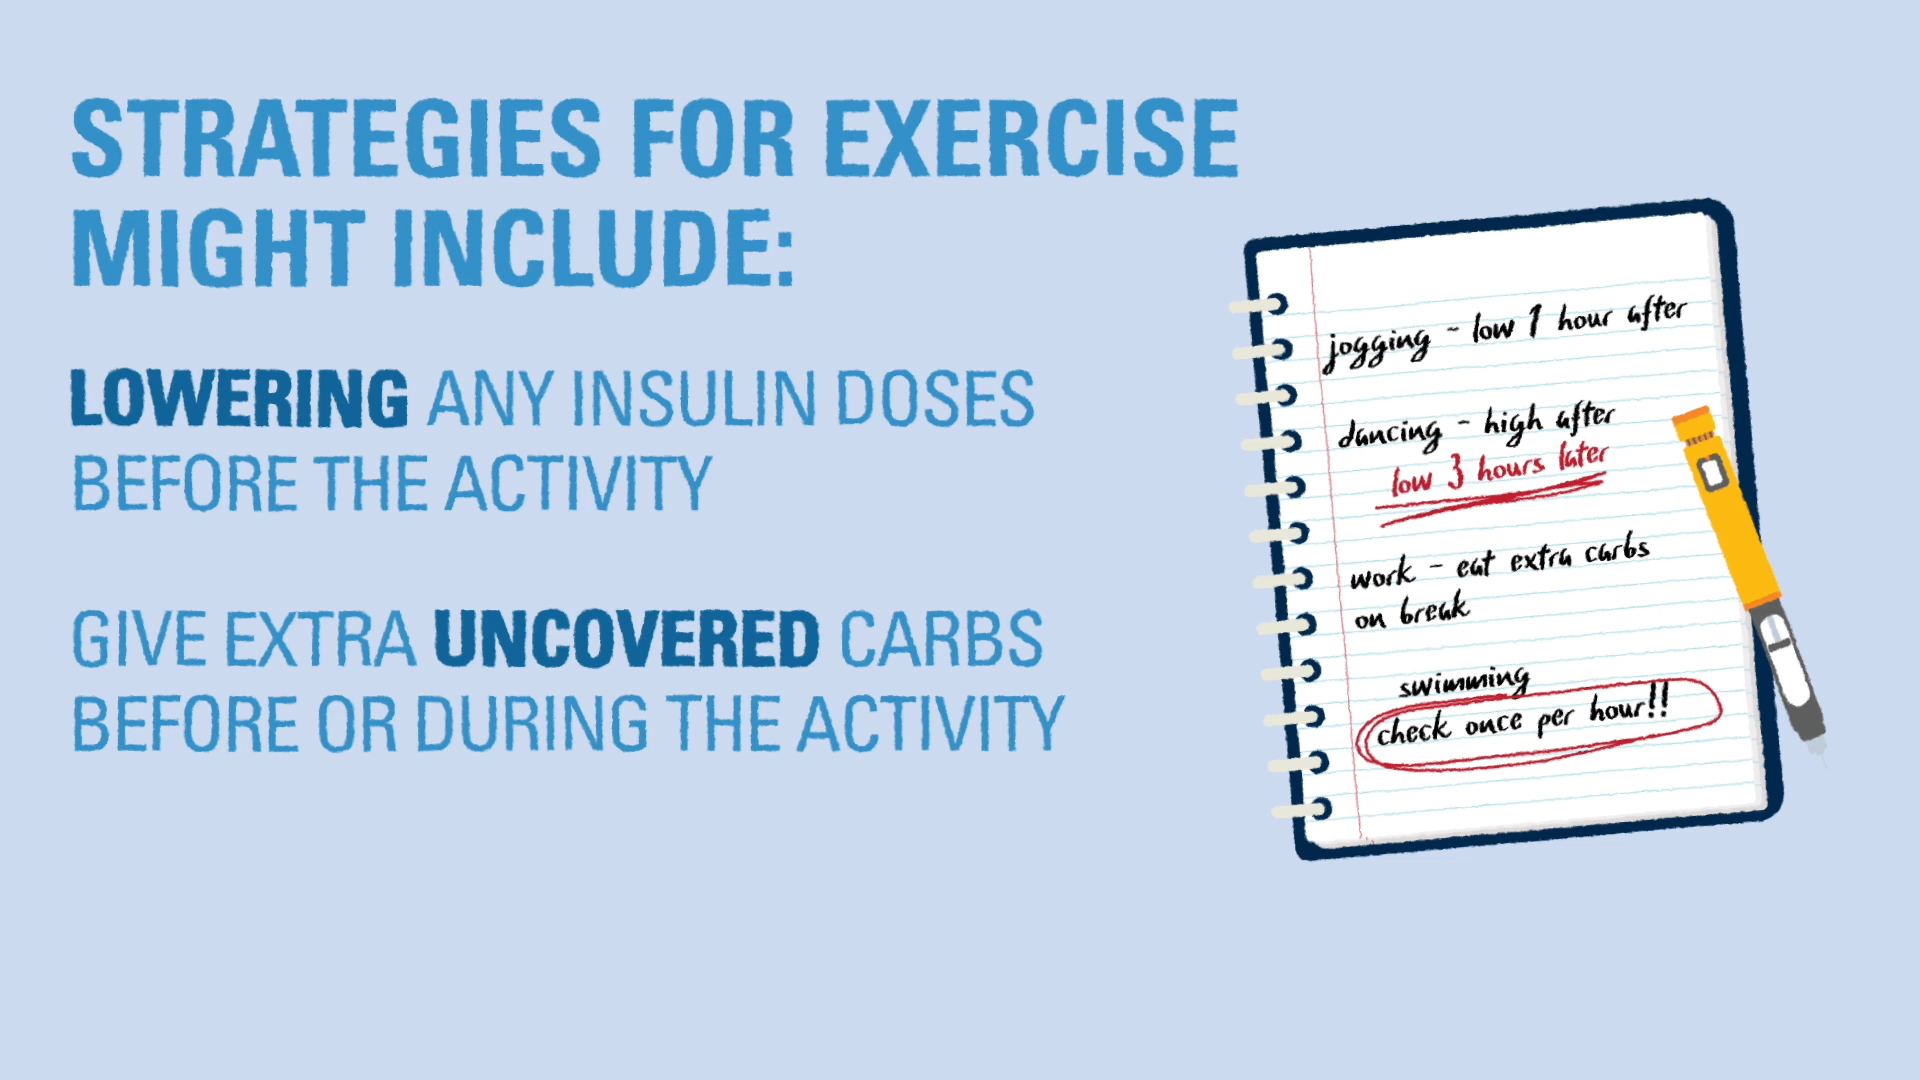 STRATEGIES FOR EXERCISE
MIGHT INCLUDE:
LOWERING ANY INSULIN DOSES
BEFORE THE ACTIVITY
GIVE EXTRA UNCOVERED CARBS
BEFORE OR DURING THE ACTIVITY
jogging - low 1 hour after
dancing - high after
low 3 hours later
work - eat extra carbs
on break
swimming
check once per hour!!